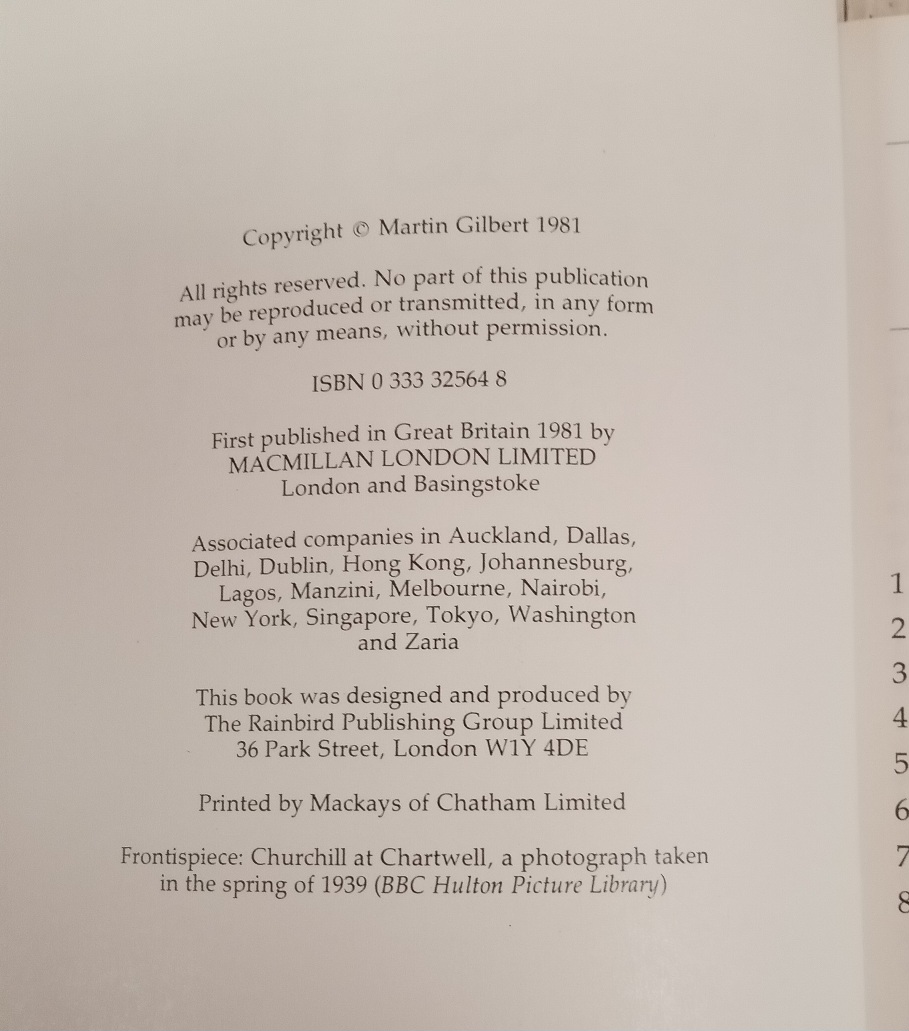 Copyright © Martin Gilbert 1981
All rights reserved. No part of this publication
may be reproduced or transmitted, in any form
or by any means, without permission.
ISBN 0 333 32564 8
First published in Great Britain 1981 by
MACMILLAN LONDON LIMITED
London and Basingstoke
Associated companies in Auckland, Dallas,
Delhi, Dublin, Hong Kong, Johannesburg,
Lagos, Manzini, Melbourne, Nairobi,
New York, Singapore, Tokyo, Washington
and Zaria
This book was designed and produced by
The Rainbird Publishing Group Limited
36 Park Street, London W1Y 4DE
Printed by Mackays of Chatham Limited
Frontispiece: Churchill at Chartwell, a photograph taken
in the spring of 1939 (BBC Hulton Picture Library)
1
2
3
4
5
6
7
8